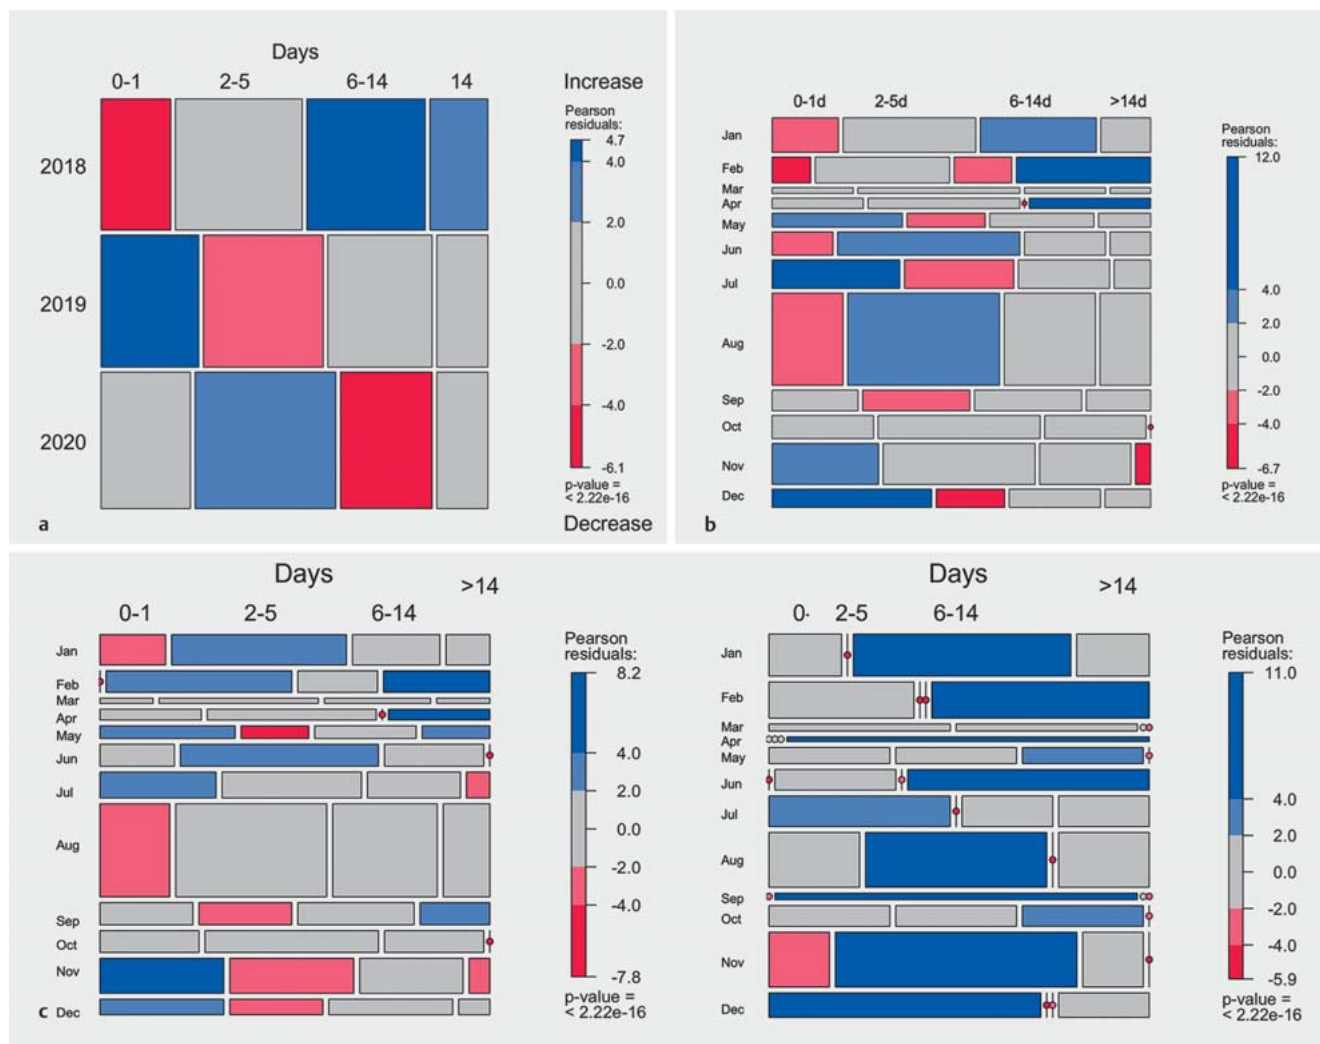 Days
0-1 2-5 6-14 14
Increase
Pearson
residuals:
4.7
4.0
2.0
0.0
-2.0
-4.0
-6.1
p-value =
< 2.22e-16
Decrease
2018
2019
2020
a
0-1d 2-5d 6-14d >14d
Jan
Feb
Mar
Apr
May
Jun
Jul
Aug
Sep
Oct
Nov
Dec
Pearson
residuals:
12.0
4.0
2.0
0.0
-2.0
-4.0
-6.7
p-value =
< 2.22e-16
b
Days
0-1 2-5 6-14 >14
Jan
Feb
Mar
Apr
May
Jun
Jul
Aug
Sep
Oct
Nov
Dec
Pearson
residuals:
8.2
4.0
2.0
0.0
-2.0
-4.0
-7.8
p-value =
< 2.22e-16
c
Days
0- 2-5 6-14 >14
Jan
Feb
Mar
Apr
May
Jun
Jul
Aug
Sep
Oct
Nov
Dec
Pearson
residuals:
11.0
4.0
2.0
0.0
-2.0
-4.0
-5.9
p-value =
< 2.22e-16